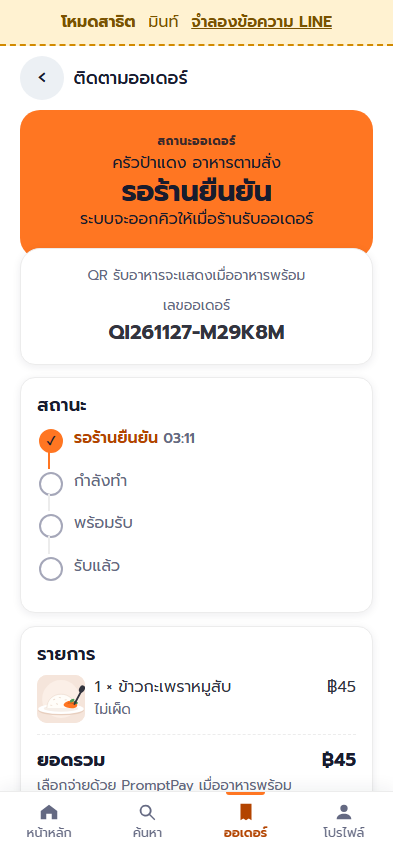 โหมดสาธิต มินท์ จำลองข้อความ LINE
ติดตามออเดอร์
สถานะออเดอร์
ครัวป้าแดง อาหารตามสั่ง
รอร้านยืนยัน
ระบบจะออกคิวให้เมื่อร้านรับออเดอร์
QR รับอาหารจะแสดงเมื่ออาหารพร้อม
เลขออเดอร์
QI261127-M29K8M
สถานะ
รอร้านยืนยัน 03:11
กำลังทำ
พร้อมรับ
รับแล้ว
รายการ
1 × ข้าวกะเพราหมูสับ ฿45
ไม่เผ็ด
ยอดรวม ฿45
เลือกจ่ายด้วย PromptPay เมื่ออาหารพร้อม
หน้าหลัก ค้นหา ออเดอร์ โปรไฟล์